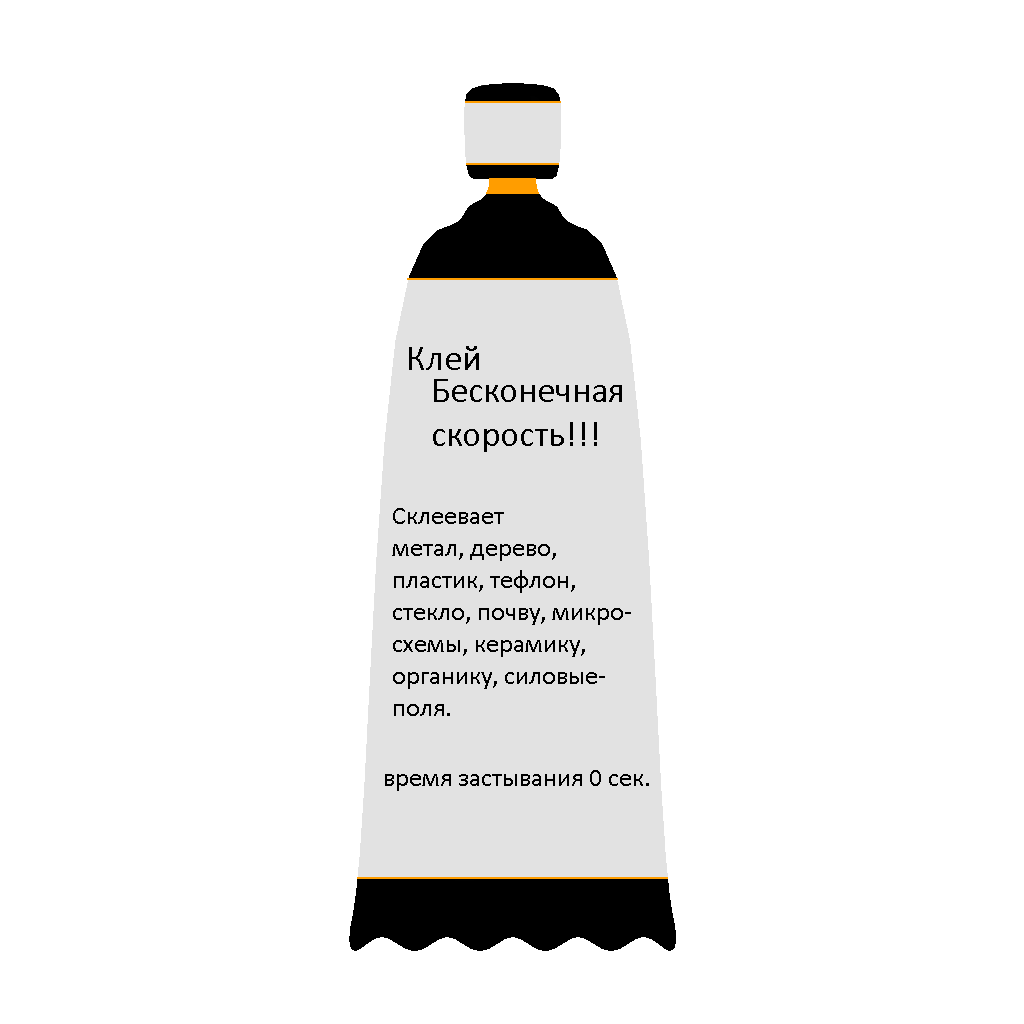 Клей
Бесконечная
скорость!!!
Склеевает
метал, дерево,
пластик, тефлон,
стекло, почву, микро-
схемы, керамику,
органику, силовые-
поля.
время застывания 0 сек.